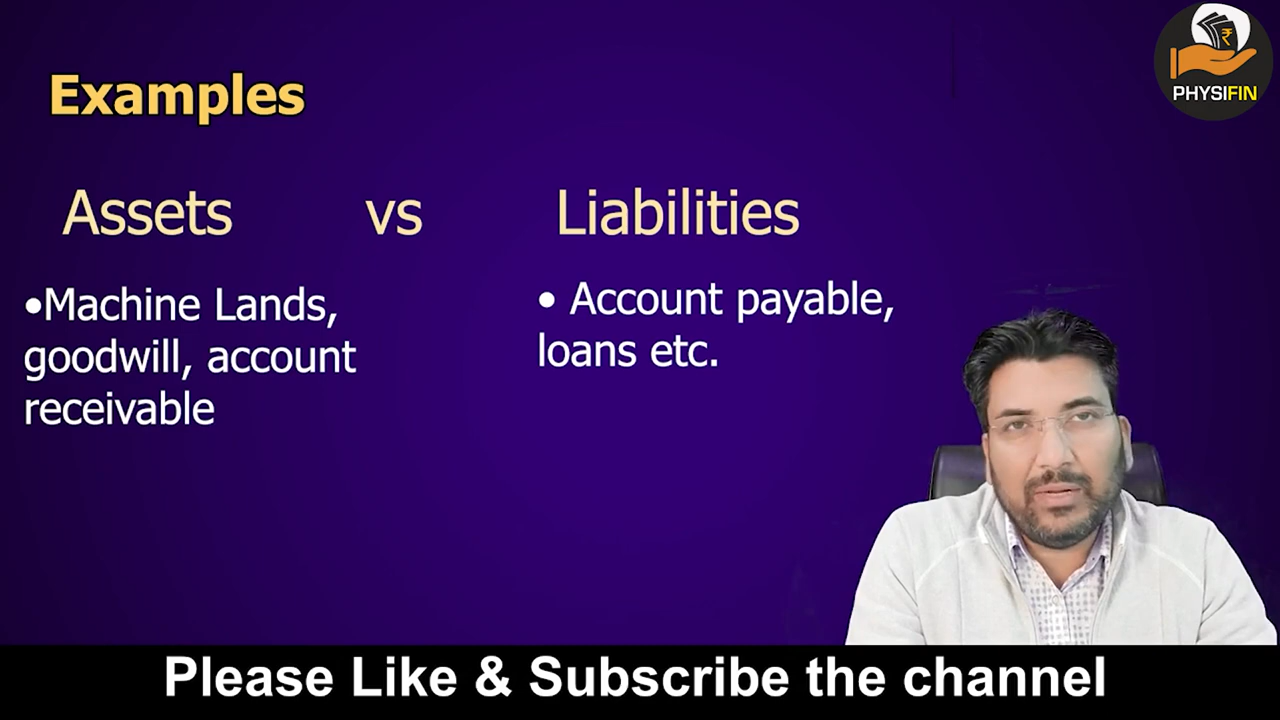 Examples
Assets vs Liabilities
•Machine Lands,
goodwill, account
receivable
• Account payable,
loans etc.
₹
PHYSIFIN
Please Like & Subscribe the channel